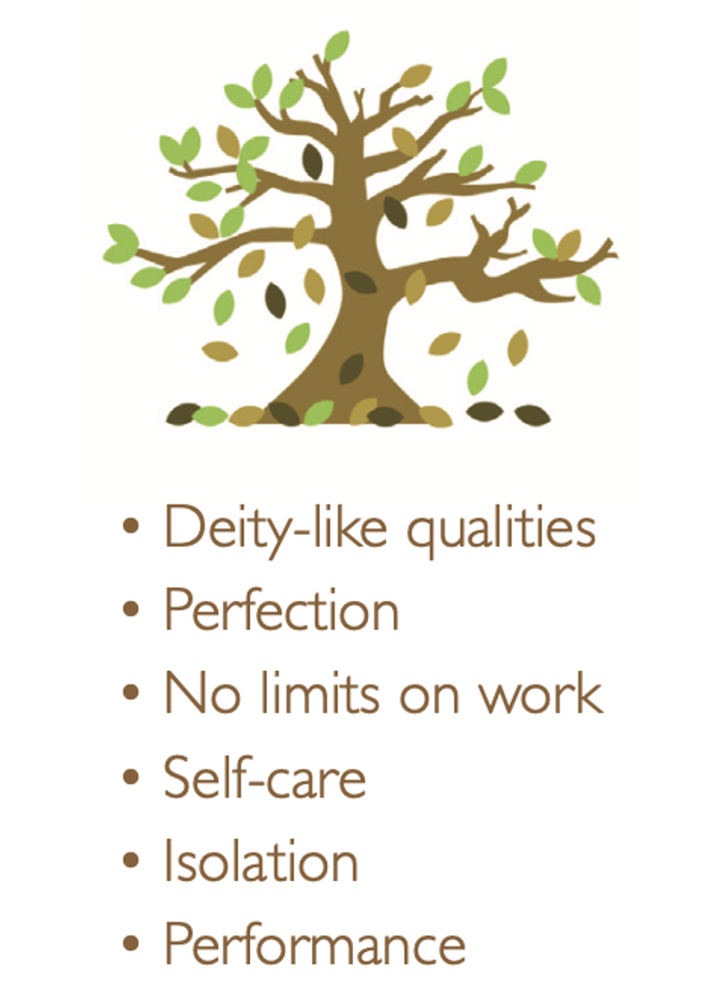 • Deity-like qualities
• Perfection
• No limits on work
• Self-care
• Isolation
• Performance